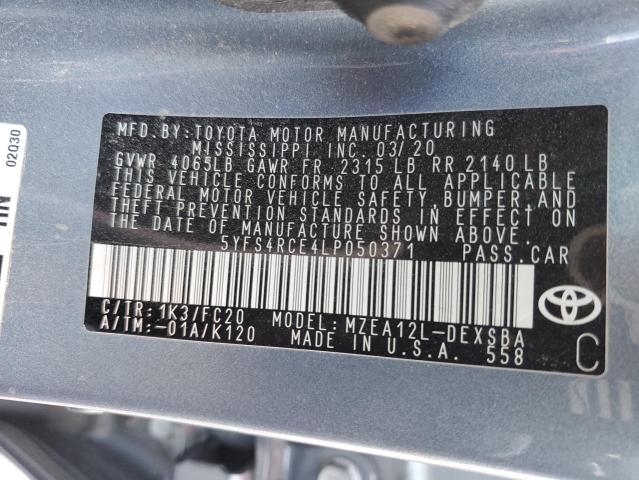 MFD.BY:TOYOTA MOTOR MANUFACTURING
MISSISSIPPI INC. 03/20
GVWR 4065LB GAWR FR 2315 LB RR 2140 LB
THIS VEHICLE CONFORMS TO ALL APPLICABLE
FEDERAL MOTOR VEHICLE SAFETY, BUMPER, AND
THEFT PREVENTION STANDARDS IN EFFECT ON
THE DATE OF MANUFACTURE SHOWN ABOVE.
5YFS4RCE4LP050371 PASS.CAR
C/TR: 1K3/FC20 MODEL: MZEA12L-DEXSBA
A/TM: -01A/K120 MADE IN U.S.A. 558
TOYOTA
C
02Q30